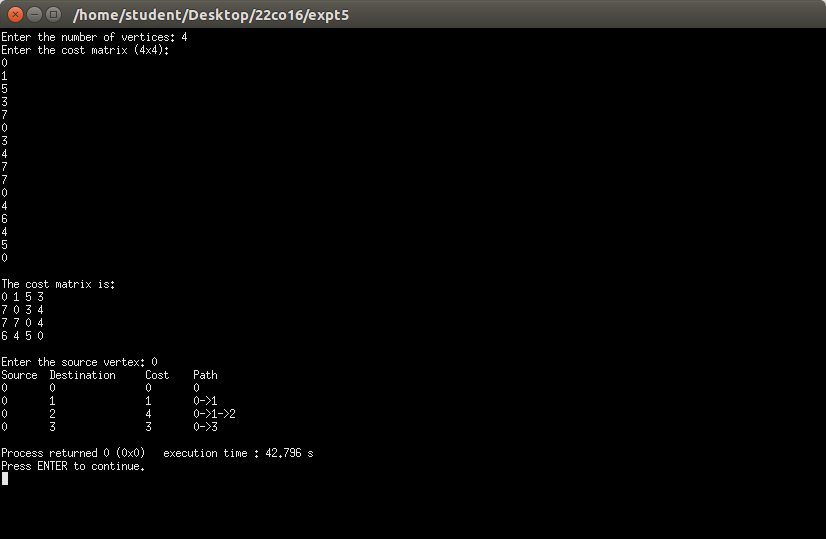 /home/student/Desktop/22co16/expt5
Enter the number of vertices: 4
Enter the cost matrix (4x4):
0
1
5
3
7
0
3
4
7
7
0
4
6
4
5
0
The cost matrix is:
0 1 5 3
7 0 3 4
7 7 0 4
6 4 5 0
Enter the source vertex: 0
Source  Destination     Cost    Path
0       0               0       0
0       1               1       0->1
0       2               4       0->1->2
0       3               3       0->3
Process returned 0 (0x0)   execution time : 42.796 s
Press ENTER to continue.